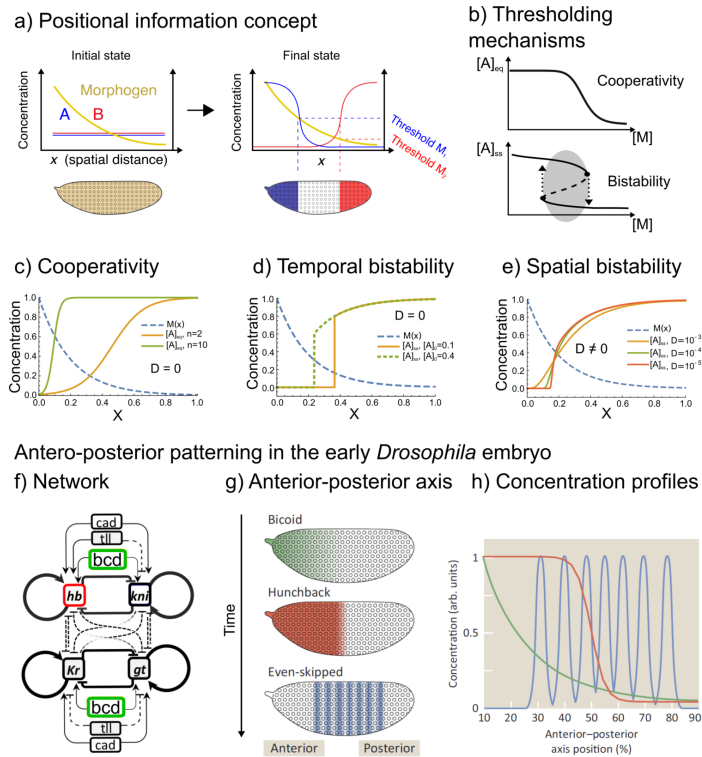 a) Positional information concept
Initial state
Concentration
Morphogen
A B
x (spatial distance)
Final state
Concentration
x
Threshold M1
Threshold M2
b) Thresholding
mechanisms
[A]eq
Cooperativity
[M]
[A]ss
Bistability
[M]
c) Cooperativity
Concentration
1.0
0.8
0.6
0.4
0.2
0.0
M(x)
[A]eq, n=2
[A]eq, n=10
D = 0
0.0 0.2 0.4 0.6 0.8 1.0
X
d) Temporal bistability
Concentration
1.0
0.8
0.6
0.4
0.2
0.0
D = 0
M(x)
[A]ss, [A]0=0.1
[A]ss, [A]0=0.4
0.0 0.2 0.4 0.6 0.8 1.0
X
e) Spatial bistability
Concentration
1.0
0.8
0.6
0.4
0.2
0.0
D ≠ 0
M(x)
[A]ss, D=10⁻³
[A]ss, D=10⁻⁴
[A]ss, D=10⁻⁵
0.0 0.2 0.4 0.6 0.8 1.0
X
Antero-posterior patterning in the early Drosophila embryo
f) Network
cad
tll
bcd
hb kni
Kr gt
bcd
tll
cad
g) Anterior-posterior axis
Time
Bicoid
Hunchback
Even-skipped
Anterior Posterior
h) Concentration profiles
Concentration (arb. units)
1
0.5
0
10 20 30 40 50 60 70 80 90
Anterior–posterior
axis position (%)